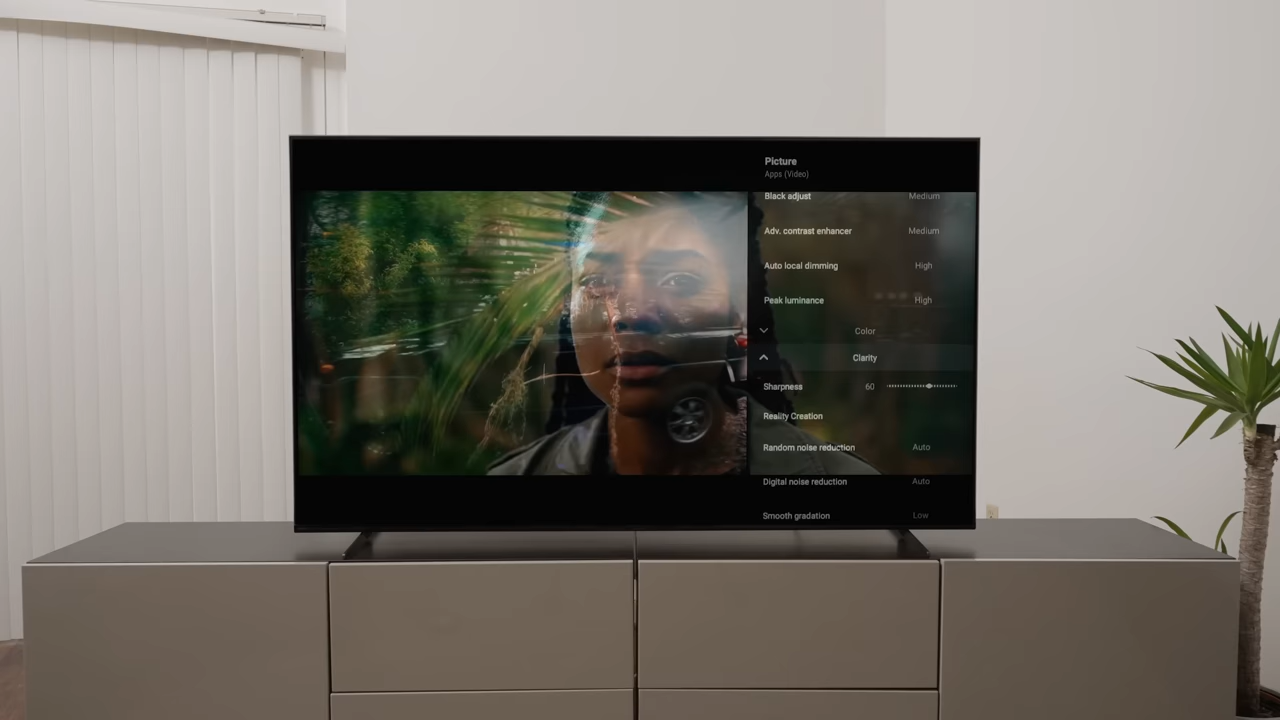 Picture
Apps (Video)
Black adjust Medium
Adv. contrast enhancer Medium
Auto local dimming High
Peak luminance High
Color
Clarity
Sharpness 60
Reality Creation
Random noise reduction Auto
Digital noise reduction Auto
Smooth gradation Low